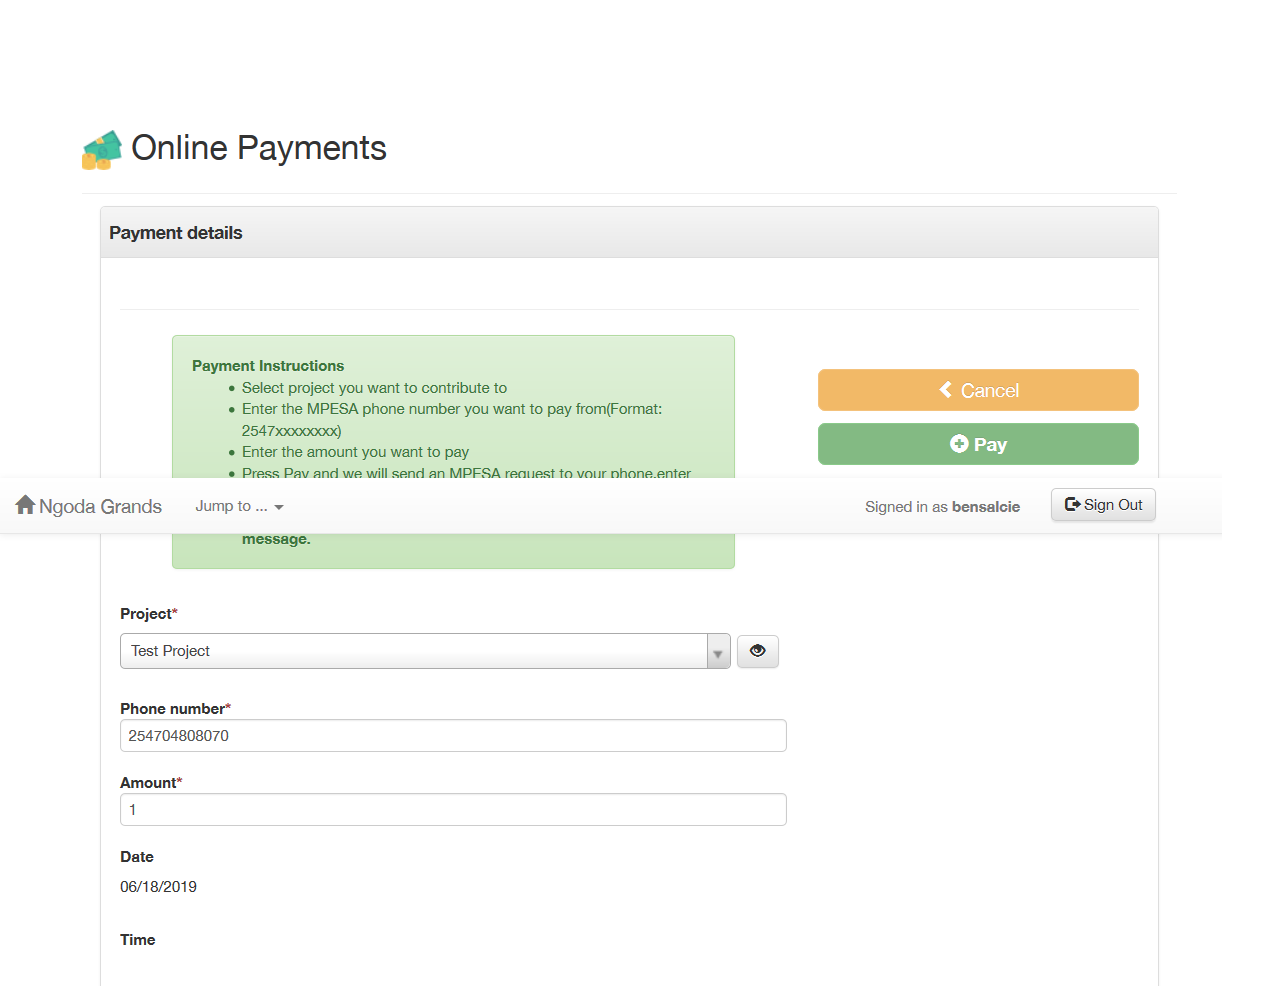 Online Payments
Payment details
Payment Instructions
Select project you want to contribute to
Enter the MPESA phone number you want to pay from(Format:
2547xxxxxxxx)
Enter the amount you want to pay
Press Pay and we will send an MPESA request to your phone,enter
Cancel
Pay
Ngoda Grands
Jump to ...
Signed in as bensalcie
Sign Out
message.
Project*
Test Project
Phone number*
254704808070
Amount*
1
Date
06/18/2019
Time